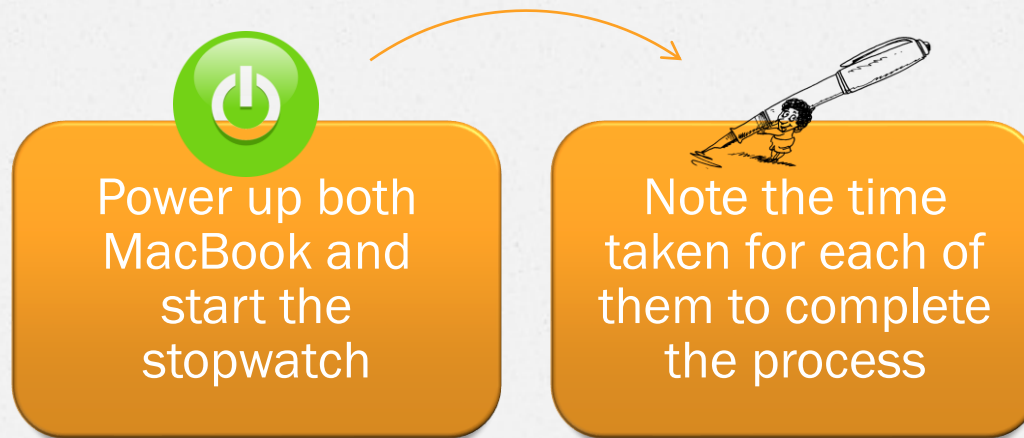 Power up both
MacBook and
start the
stopwatch
Note the time
taken for each of
them to complete
the process